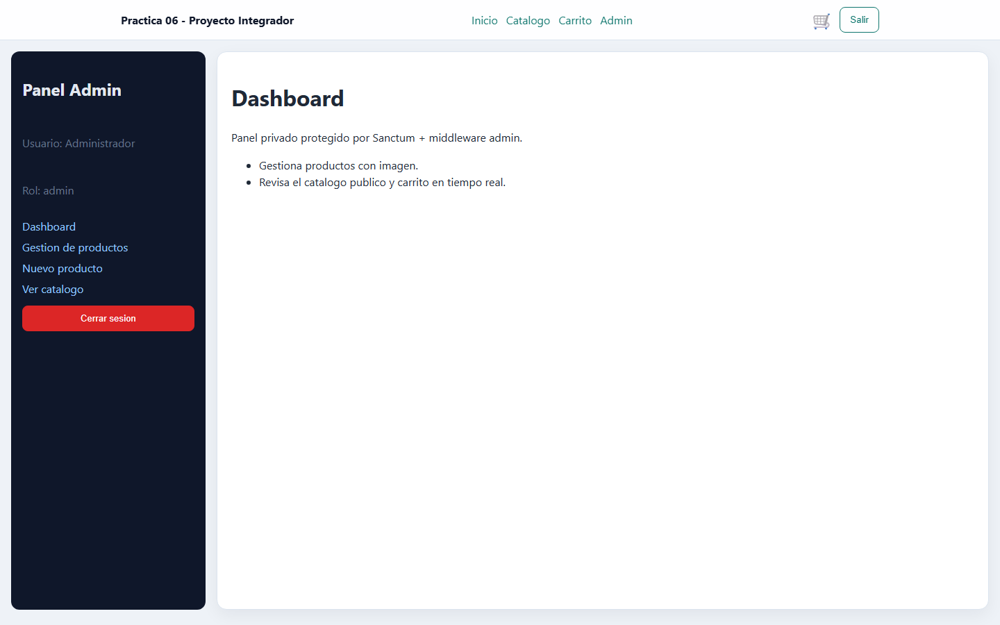 Practica 06 - Proyecto Integrador
Inicio Catalogo Carrito Admin
Salir
Panel Admin
Usuario: Administrador
Rol: admin
Dashboard
Gestion de productos
Nuevo producto
Ver catalogo
Cerrar sesion
Dashboard
Panel privado protegido por Sanctum + middleware admin.
Gestiona productos con imagen.
Revisa el catalogo publico y carrito en tiempo real.